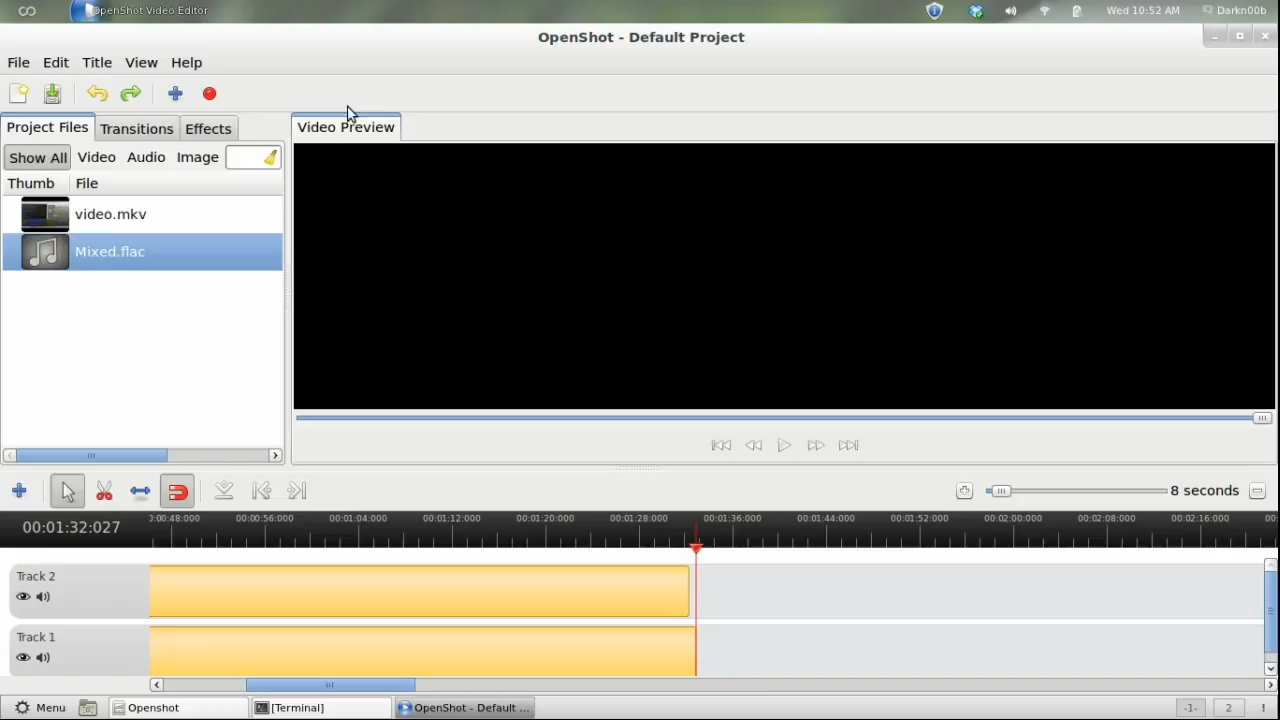 OpenShot Video Editor
Wed 10:52 AM
Darkn00b
OpenShot - Default Project
File Edit Title View Help
Project Files Transitions Effects
Video Preview
Show All Video Audio Image
Thumb File
video.mkv
Mixed.flac
8 seconds
00:01:32:027
0:00:48:000 00:00:56:000 00:01:04:000 00:01:12:000 00:01:20:000 00:01:28:000 00:01:36:000 00:01:44:000 00:01:52:000 00:02:00:000 00:02:08:000 00:02:16:000 00:
Track 2
Track 1
Menu Openshot [Terminal] OpenShot - Default ... -1- 2 !